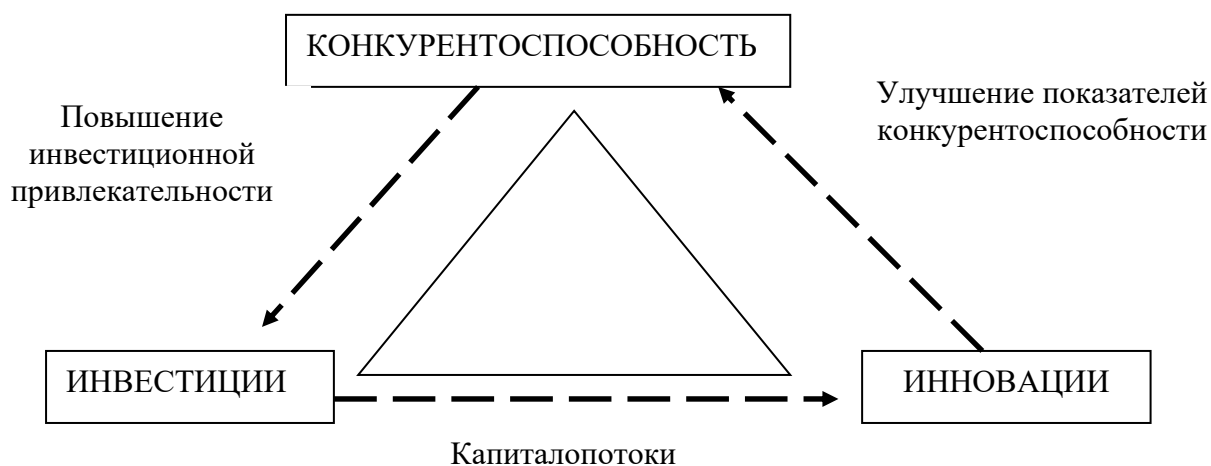 КОНКУРЕНТОСПОСОБНОСТЬ
Повышение
инвестиционной
привлекательности
Улучшение показателей
конкурентоспособности
ИНВЕСТИЦИИ
ИННОВАЦИИ
Капиталопотоки